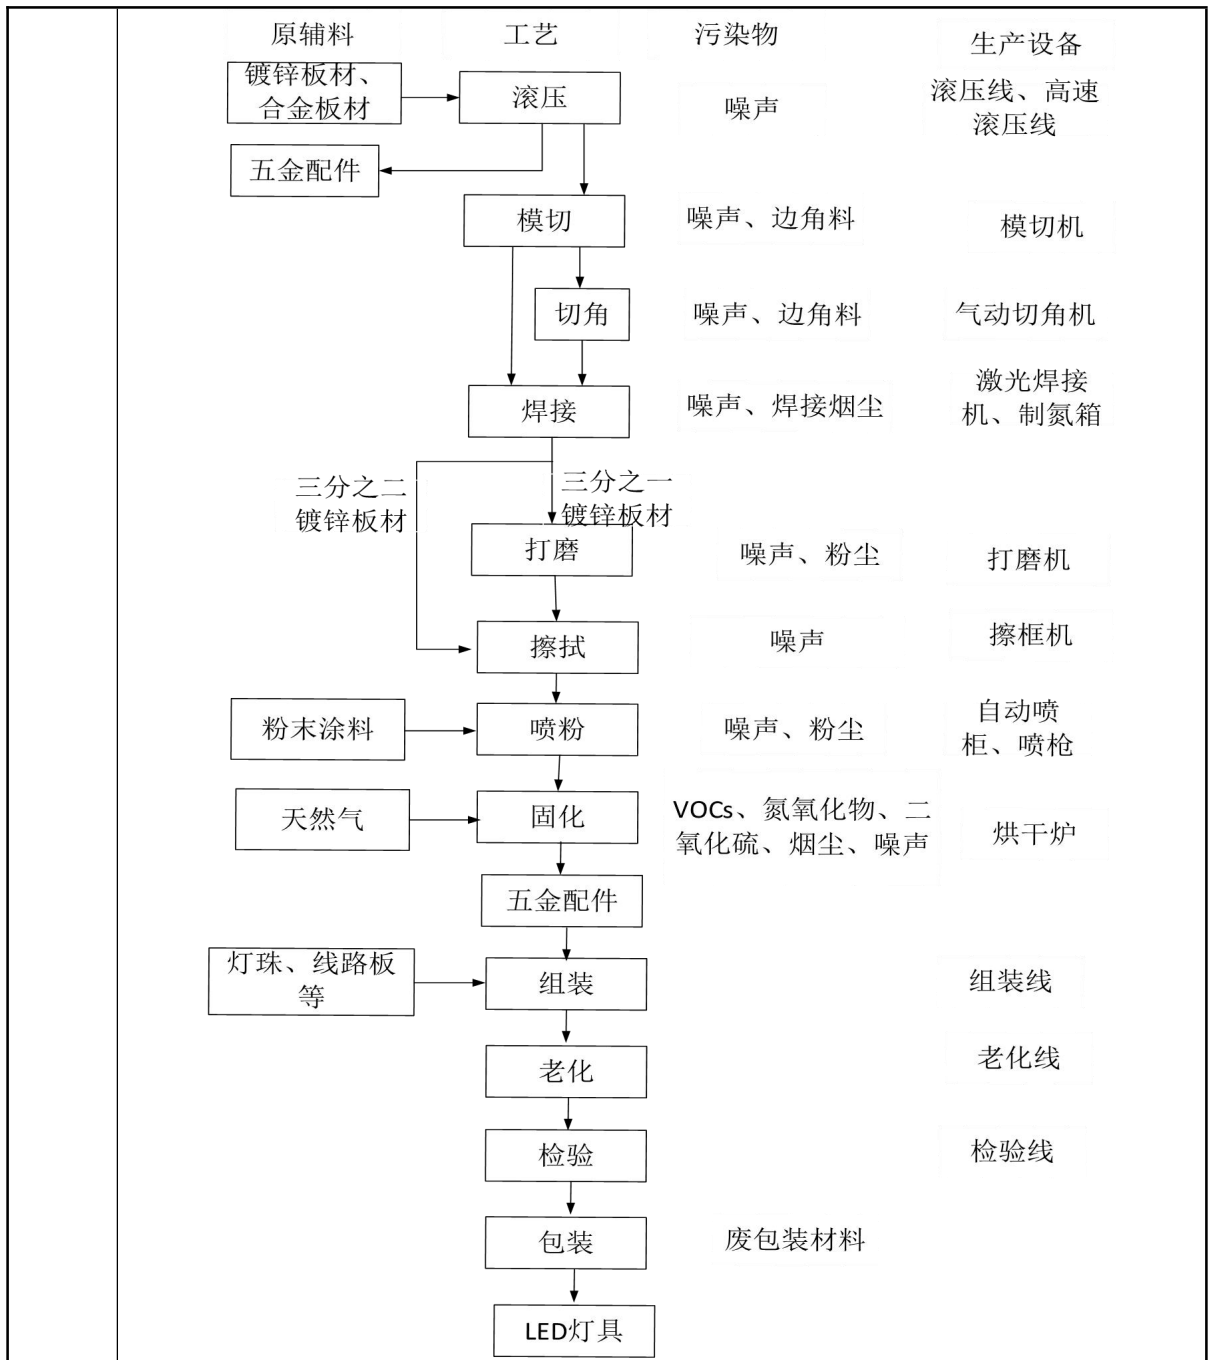 原辅料 工艺 污染物 生产设备
镀锌板材、
合金板材
滚压
噪声
滚压线、高速
滚压线
五金配件
模切
噪声、边角料
模切机
切角
噪声、边角料
气动切角机
焊接
噪声、焊接烟尘
激光焊接
机、制氮箱
三分之二
镀锌板材
三分之一
镀锌板材
打磨
噪声、粉尘
打磨机
擦拭
噪声
擦框机
粉末涂料
喷粉
噪声、粉尘
自动喷
柜、喷枪
天然气
固化
VOCs、氮氧化物、二
氧化硫、烟尘、噪声
烘干炉
五金配件
灯珠、线路板
等
组装
组装线
老化
老化线
检验
检验线
包装
废包装材料
LED灯具